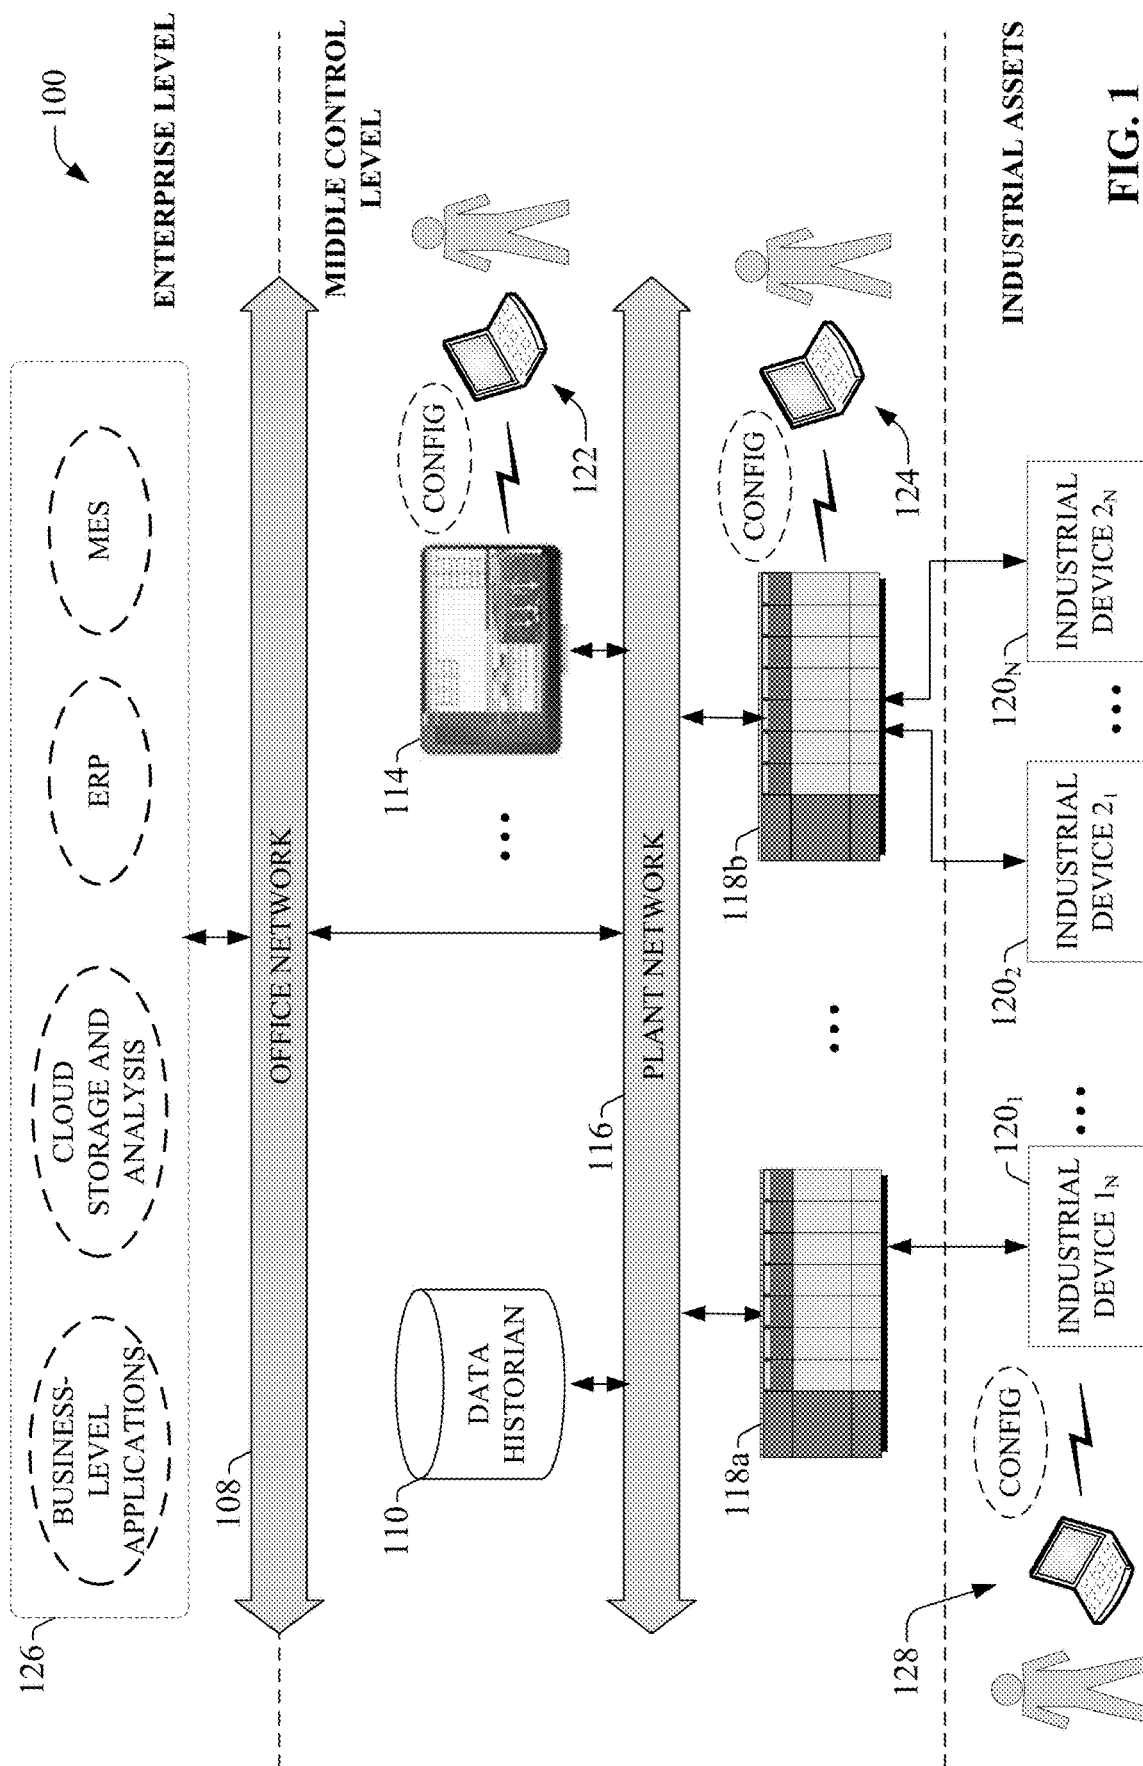 100
ENTERPRISE LEVEL
126
BUSINESS-
LEVEL
APPLICATIONS
CLOUD
STORAGE AND
ANALYSIS
ERP
MES
108
OFFICE NETWORK
MIDDLE CONTROL
LEVEL
110
DATA
HISTORIAN
114
CONFIG
122
116
PLANT NETWORK
118a
118b
CONFIG
124
INDUSTRIAL ASSETS
128
CONFIG
INDUSTRIAL
DEVICE 1N
1201
INDUSTRIAL
DEVICE 21
1202
INDUSTRIAL
DEVICE 2N
120N
FIG. 1